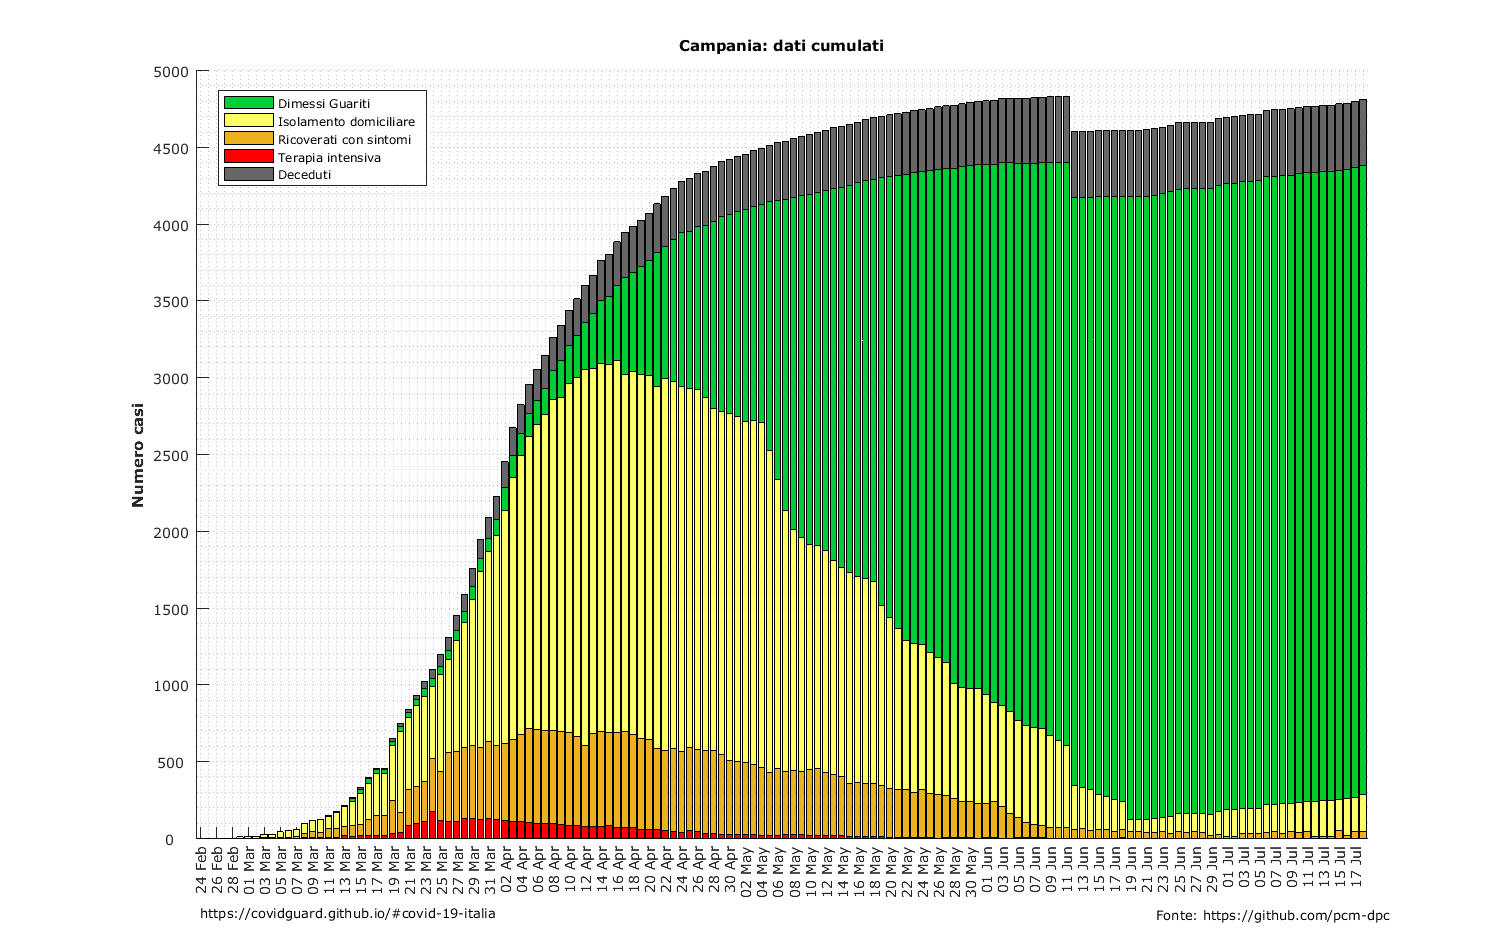 Campania: dati cumulati
5000
4500
4000
3500
3000
2500
2000
1500
1000
500
0
Numero casi
Dimessi Guariti
Isolamento domiciliare
Ricoverati con sintomi
Terapia intensiva
Deceduti
24 Feb
26 Feb
28 Feb
01 Mar
03 Mar
05 Mar
07 Mar
09 Mar
11 Mar
13 Mar
15 Mar
17 Mar
19 Mar
21 Mar
23 Mar
25 Mar
27 Mar
29 Mar
31 Mar
02 Apr
04 Apr
06 Apr
08 Apr
10 Apr
12 Apr
14 Apr
16 Apr
18 Apr
20 Apr
22 Apr
24 Apr
26 Apr
28 Apr
30 Apr
02 May
04 May
06 May
08 May
10 May
12 May
14 May
16 May
18 May
20 May
22 May
24 May
26 May
28 May
30 May
01 Jun
03 Jun
05 Jun
07 Jun
09 Jun
11 Jun
13 Jun
15 Jun
17 Jun
19 Jun
21 Jun
23 Jun
25 Jun
27 Jun
29 Jun
01 Jul
03 Jul
05 Jul
07 Jul
09 Jul
11 Jul
13 Jul
15 Jul
17 Jul
https://covidguard.github.io/#covid-19-italia
Fonte: https://github.com/pcm-dpc